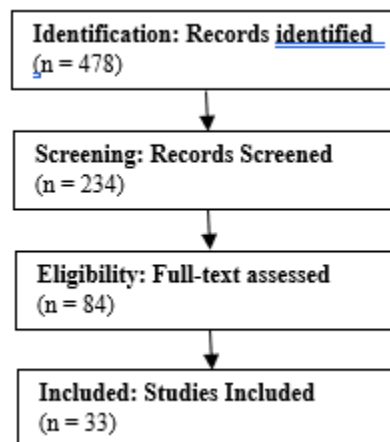 Identification: Records identified
(n = 478)
Screening: Records Screened
(n = 234)
Eligibility: Full-text assessed
(n = 84)
Included: Studies Included
(n = 33)